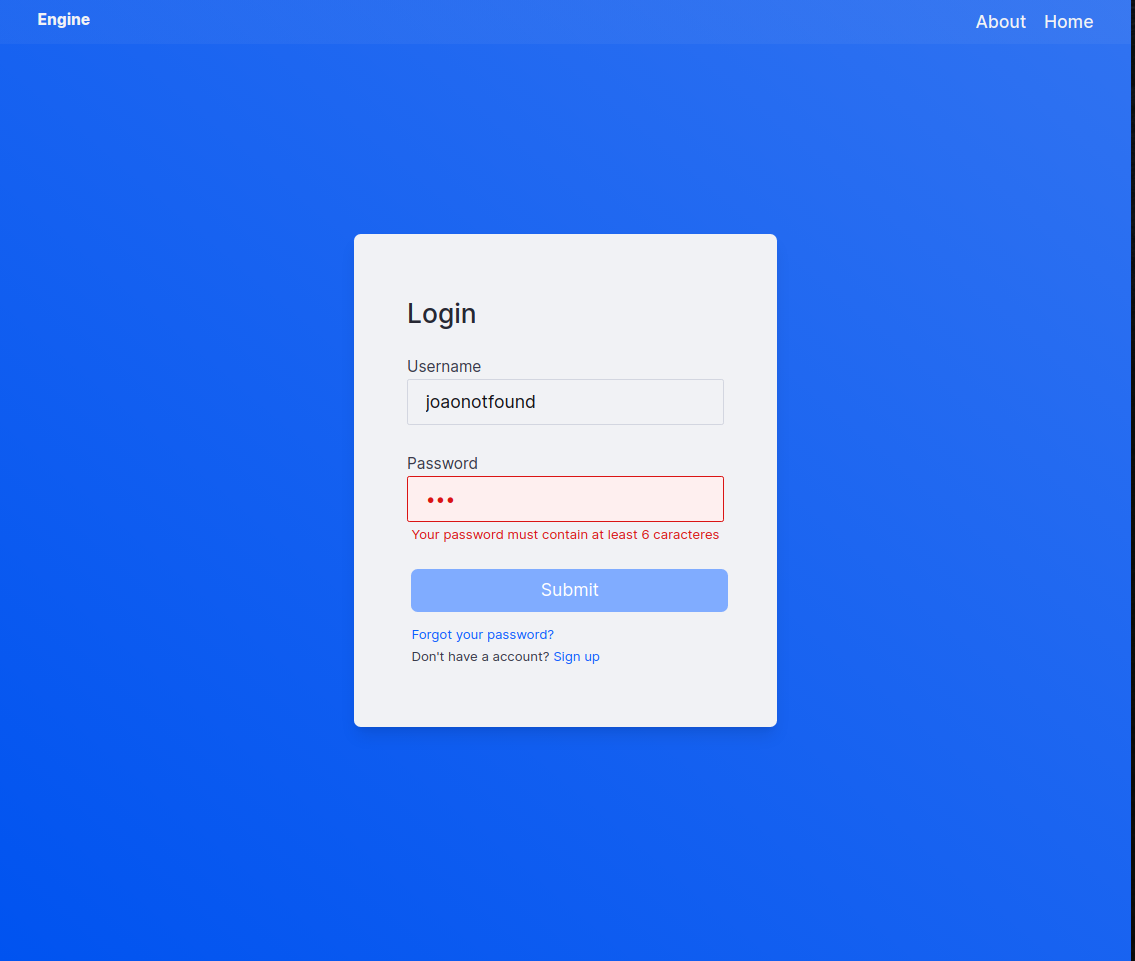 Engine
About Home
Login
Username
joaonotfound
Password
•••
Your password must contain at least 6 caracteres
Submit
Forgot your password?
Don't have a account? Sign up